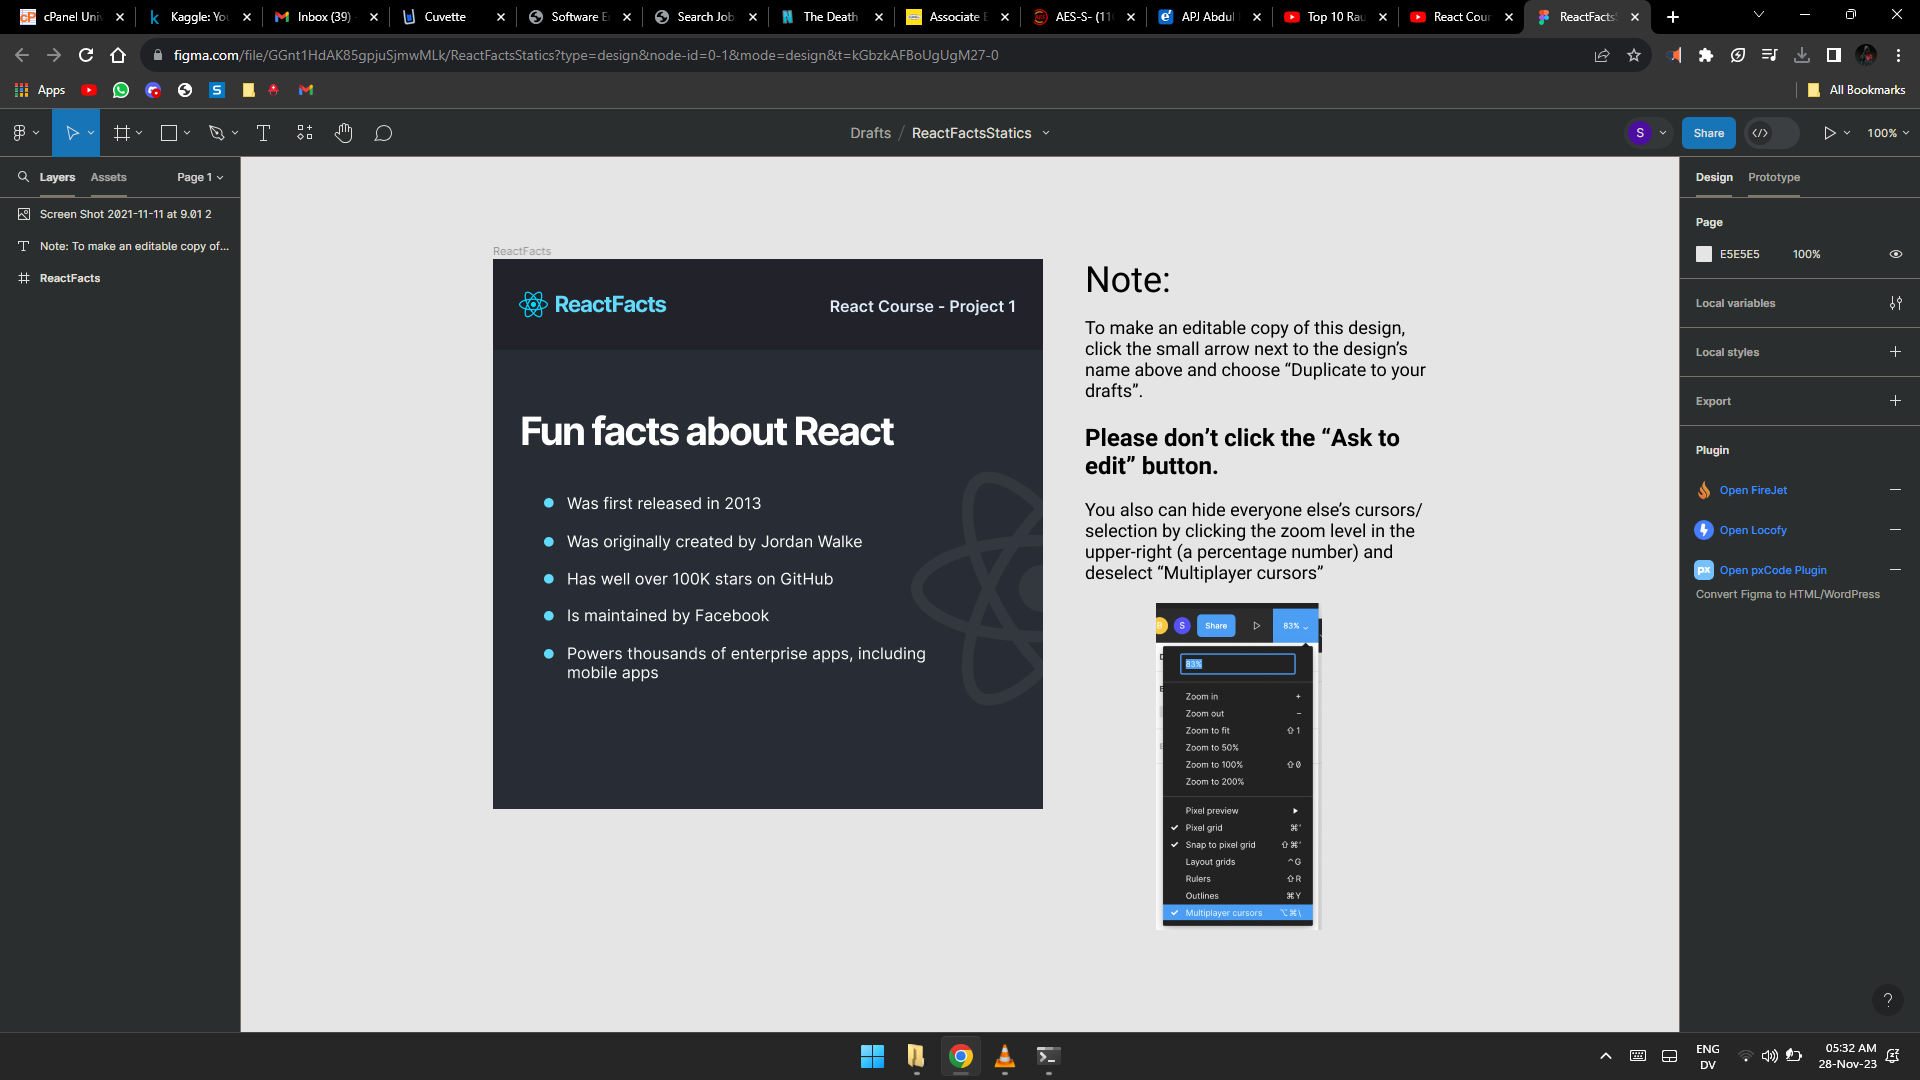 cPanel Univ
Kaggle: You
Inbox (39)
Cuvette
Software E
Search Job
The Death
Associate E
AES-S- (11
APJ Abdul
Top 10 Rau
React Cour
ReactFacts
figma.com/file/GGnt1HdAK85gpjuSjmwMLk/ReactFactsStatics?type=design&node-id=0-1&mode=design&t=kGbzkAFBoUgUgM27-0
Apps
All Bookmarks
Drafts / ReactFactsStatics
S
Share
100%
Layers
Assets
Page 1
Screen Shot 2021-11-11 at 9.01 2
Note: To make an editable copy of...
ReactFacts
ReactFacts
ReactFacts
React Course - Project 1
Fun facts about React
Was first released in 2013
Was originally created by Jordan Walke
Has well over 100K stars on GitHub
Is maintained by Facebook
Powers thousands of enterprise apps, including
mobile apps
Note:
To make an editable copy of this design,
click the small arrow next to the design’s
name above and choose “Duplicate to your
drafts”.
Please don’t click the “Ask to
edit” button.
You also can hide everyone else’s cursors/
selection by clicking the zoom level in the
upper-right (a percentage number) and
deselect “Multiplayer cursors”
S
Share
83%
83%
Zoom in +
Zoom out −
Zoom to fit ⇧1
Zoom to 50%
Zoom to 100% ⇧0
Zoom to 200%
Pixel preview
Pixel grid ⌘'
Snap to pixel grid ⇧⌘'
Layout grids ^G
Rulers ⇧R
Outlines ⌘Y
Multiplayer cursors ⌥⌘\
Design
Prototype
Page
E5E5E5 100%
Local variables
Local styles
Export
Plugin
Open FireJet
Open Locofy
px Open pxCode Plugin
Convert Figma to HTML/WordPress
?
ENG
DV
05:32 AM
28-Nov-23